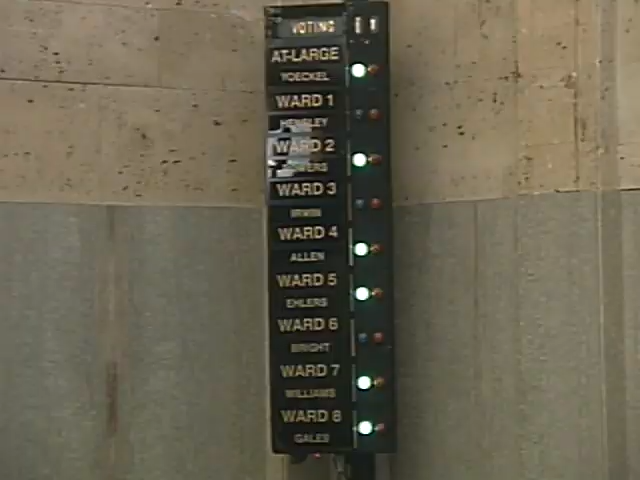 VOTING
AT-LARGE
YOECKEL
WARD 1
HENSLEY
WARD 2
WARD 3
IRWIN
WARD 4
ALLEN
WARD 5
EHLERS
WARD 6
BRIGHT
WARD 7
WILLIAMS
WARD 8
GALES